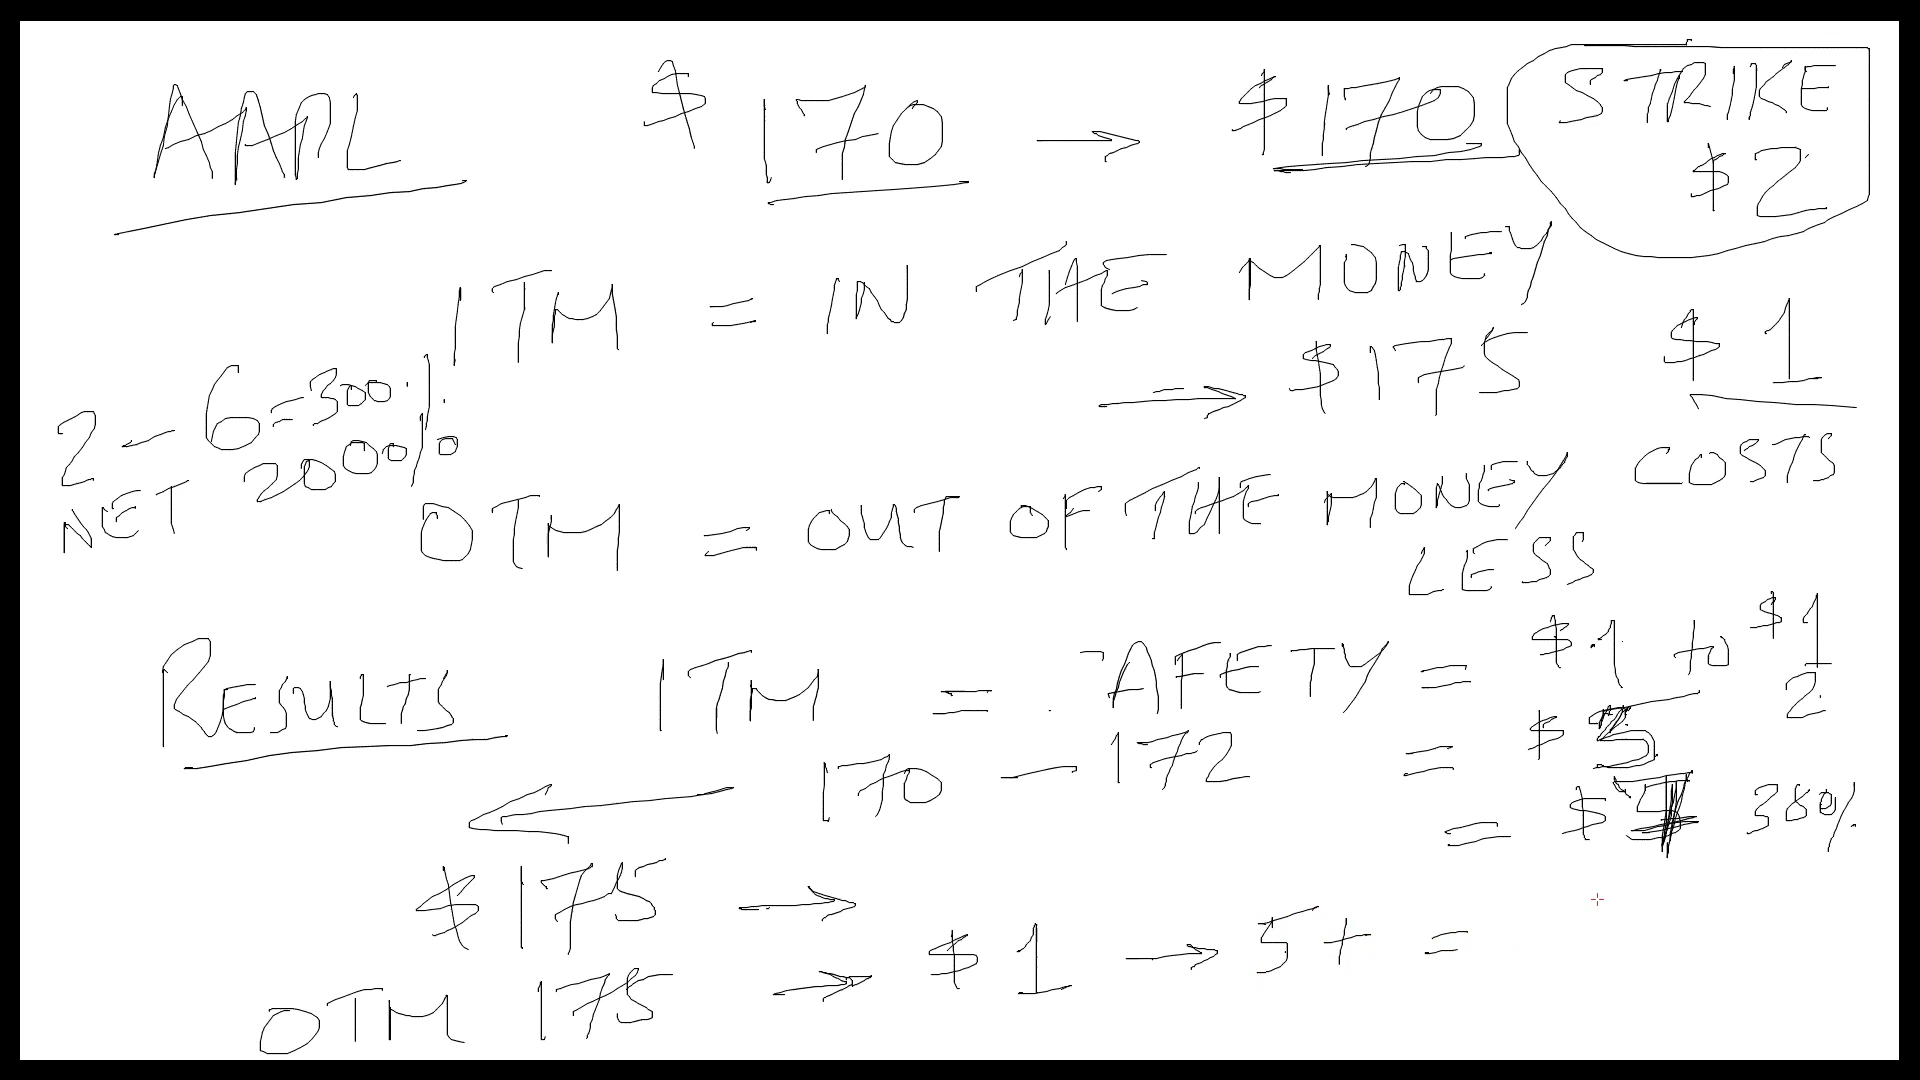 AAPL $170 → $170 STRIKE
$2
ITM = IN THE MONEY
→ $175 $1
2 - 6 = 300%
NET 200% COSTS
OTM = OUT OF THE MONEY
LESS
RESULTS ITM = SAFETY = $1 to $1
170 - 172 = $5 2
= $ 380%
$175 →
OTM 175 → $1 → 5+ =